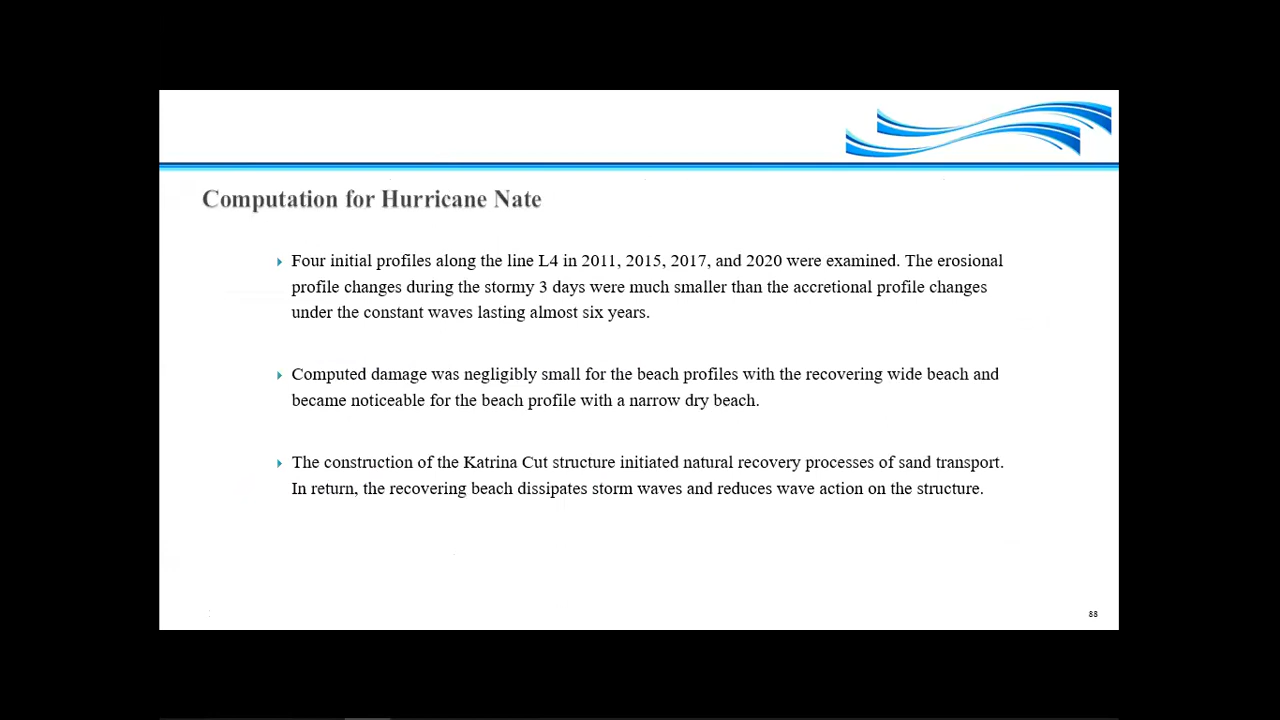 Computation for Hurricane Nate
Four initial profiles along the line L4 in 2011, 2015, 2017, and 2020 were examined. The erosional
profile changes during the stormy 3 days were much smaller than the accretional profile changes
under the constant waves lasting almost six years.
Computed damage was negligibly small for the beach profiles with the recovering wide beach and
became noticeable for the beach profile with a narrow dry beach.
The construction of the Katrina Cut structure initiated natural recovery processes of sand transport.
In return, the recovering beach dissipates storm waves and reduces wave action on the structure.
88